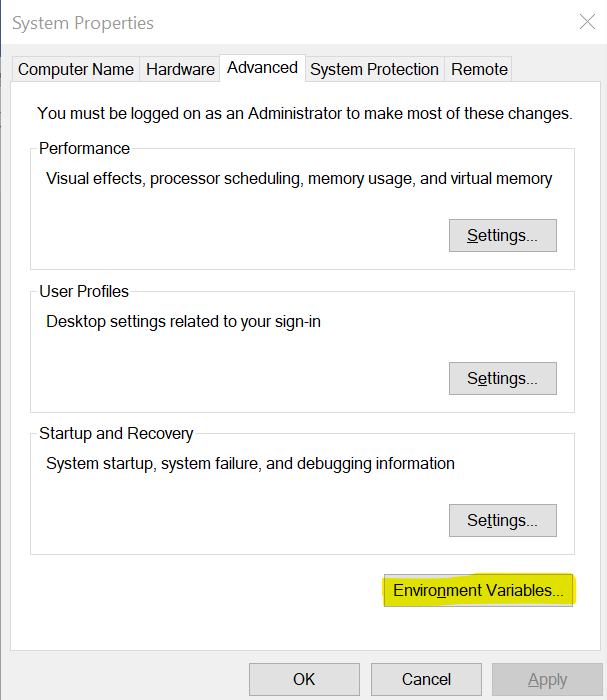 System Properties
Computer Name Hardware Advanced System Protection Remote
You must be logged on as an Administrator to make most of these changes.
Performance
Visual effects, processor scheduling, memory usage, and virtual memory
Settings...
User Profiles
Desktop settings related to your sign-in
Settings...
Startup and Recovery
System startup, system failure, and debugging information
Settings...
Environment Variables...
OK Cancel Apply